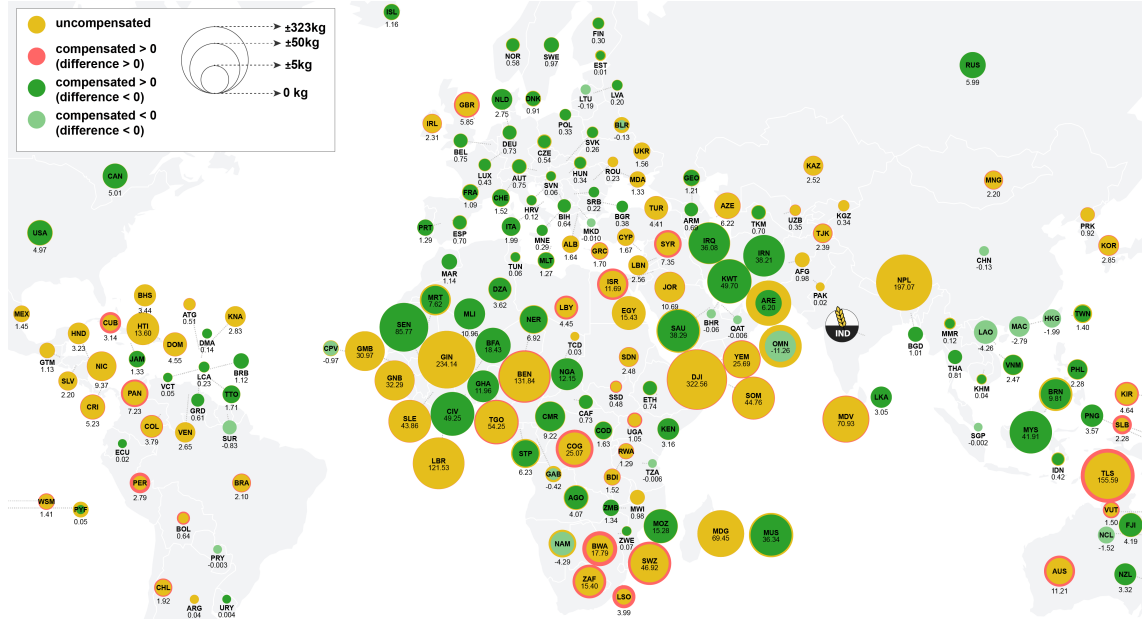 uncompensated
compensated > 0
(difference > 0)
compensated > 0
(difference < 0)
compensated < 0
(difference < 0)
±323kg
±50kg
±5kg
0 kg
ISL
1.16
FIN
0.30
NOR
0.58
SWE
0.97
EST
0.01
RUS
5.99
GBR
5.85
NLD
2.75
DNK
0.91
LTU
-0.19
LVA
0.20
IRL
2.31
POL
0.33
BLR
-0.13
BEL
0.75
DEU
0.73
CZE
0.54
SVK
0.26
UKR
1.56
LUX
0.43
AUT
0.75
HUN
0.34
ROU
0.23
MDA
1.33
GEO
1.21
KAZ
2.52
MNG
2.20
CAN
5.01
FRA
1.09
CHE
1.52
SVN
0.06
HRV
0.12
SRB
0.22
BIH
0.64
BGR
0.38
TUR
4.41
ARM
0.69
AZE
6.22
TKM
0.70
UZB
0.35
KGZ
0.34
PRK
0.92
USA
4.97
PRT
1.29
ESP
0.70
ITA
1.99
MNE
0.29
MKD
-0.010
ALB
1.64
GRC
1.70
CYP
1.67
SYR
7.35
IRQ
36.08
IRN
38.21
TJK
2.39
KOR
2.85
MAR
1.14
TUN
0.06
MLT
1.27
LBN
2.56
AFG
0.98
CHN
-0.13
KWT
49.70
NPL
197.07
PAK
0.02
BHS
3.44
MEX
1.45
ATG
0.51
KNA
2.83
CUB
3.14
HND
3.23
HTI
13.60
DMA
0.14
DOM
4.55
GTM
1.13
NIC
9.37
JAM
1.33
LCA
0.23
BRB
1.12
SLV
2.20
VCT
0.05
CRI
5.23
PAN
7.23
GRD
0.61
TTO
1.71
COL
3.79
VEN
2.65
SUR
-0.83
ECU
0.02
PER
2.79
BRA
2.10
WSM
1.41
PYF
0.05
BOL
0.64
PRY
-0.003
CHL
1.92
ARG
0.04
URY
0.004
MRT
7.62
DZA
3.62
ISR
11.69
JOR
10.69
ARE
6.20
LBY
4.45
EGY
15.43
SEN
85.77
MLI
10.96
NER
6.92
SAU
38.29
BHR
-0.06
QAT
-0.006
IND
CPV
-0.97
GMB
30.97
GIN
234.14
BFA
18.43
TCD
0.03
SDN
2.48
YEM
25.69
OMN
-11.26
GNB
32.29
GHA
11.96
BEN
131.84
NGA
12.15
DJI
322.56
SSD
0.48
ETH
0.74
SOM
44.76
SLE
43.86
CIV
49.25
TGO
54.25
CMR
9.22
CAF
0.73
COD
1.63
UGA
1.05
KEN
3.16
LBR
121.53
STP
6.23
COG
25.07
RWA
1.29
GAB
-0.42
BDI
1.52
TZA
-0.006
AGO
4.07
ZMB
1.34
MWI
0.98
NAM
-4.29
BWA
17.79
ZWE
0.07
MOZ
15.28
MDG
69.45
MUS
36.34
SWZ
46.92
ZAF
15.40
LSO
3.99
MDV
70.93
LKA
3.05
BGD
1.01
MMR
0.12
LAO
-4.26
MAC
-2.79
HKG
-1.99
TWN
1.40
THA
0.81
VNM
2.47
KHM
0.04
PHL
2.28
BRN
9.81
KIR
4.64
SGP
-0.002
MYS
41.91
PNG
3.57
SLB
2.28
IDN
0.42
TLS
155.59
VUT
1.50
FJI
4.19
NCL
-1.52
AUS
11.21
NZL
3.32